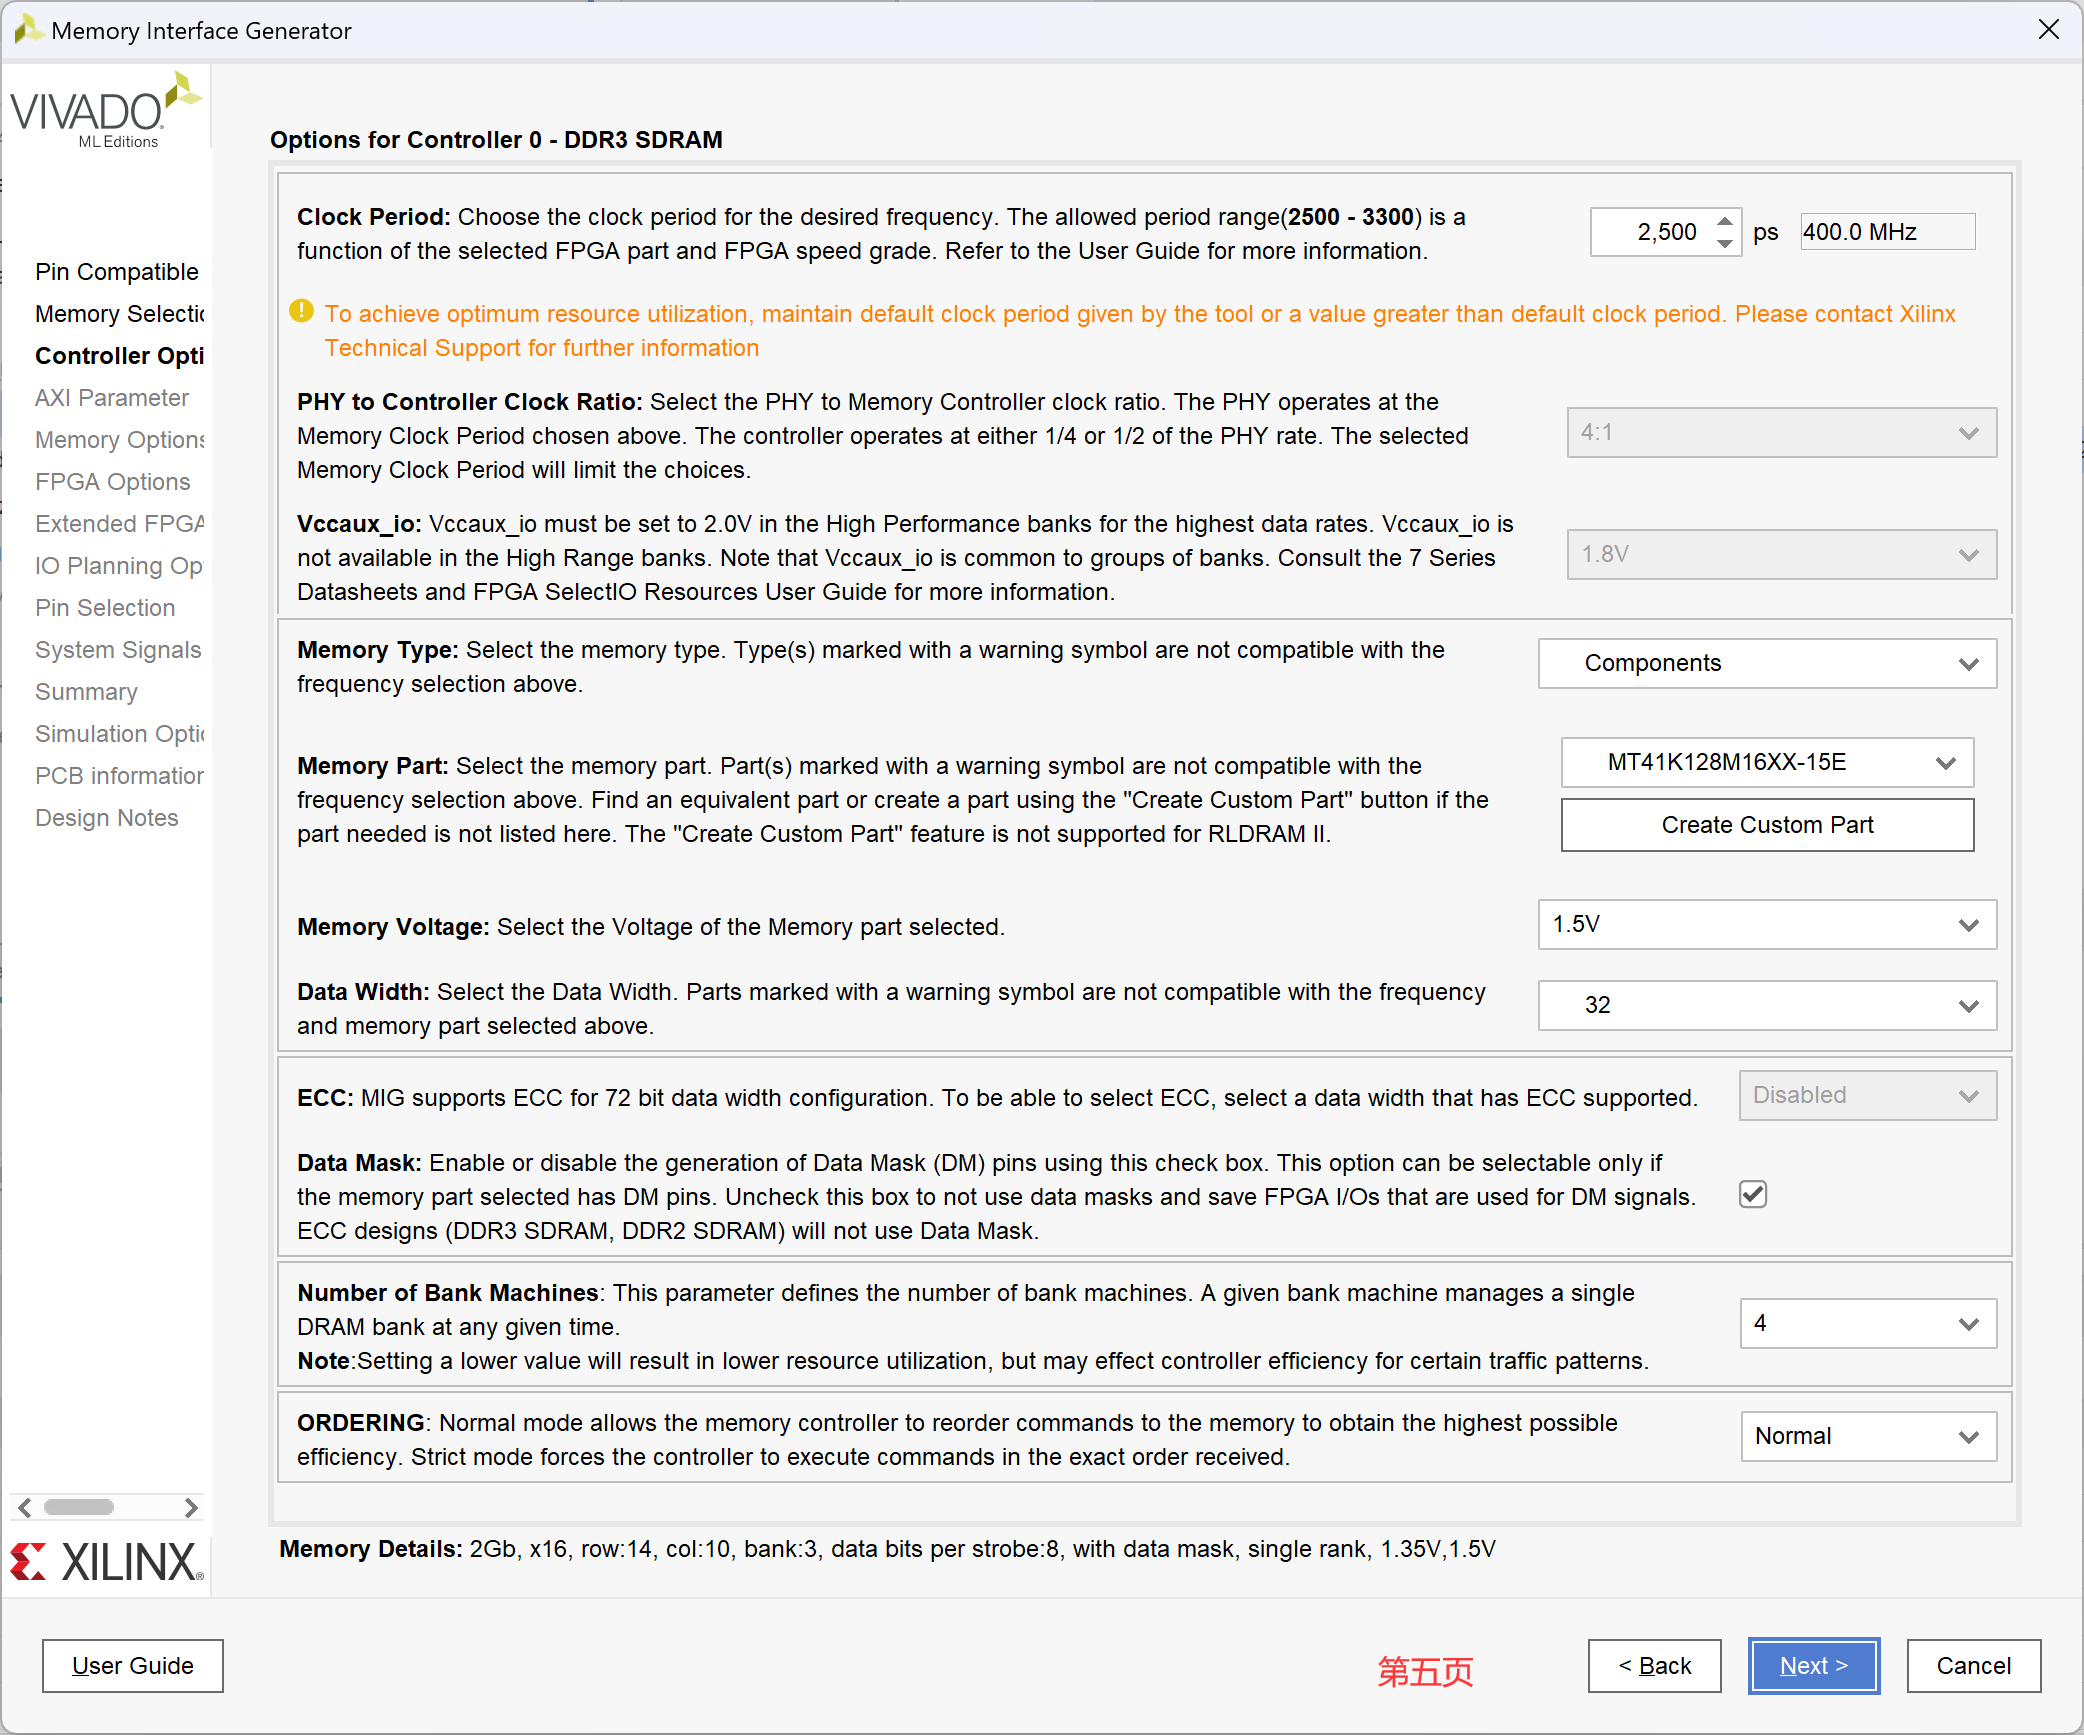 Memory Interface Generator
VIVADO
ML Editions
Pin Compatible
Memory Selectic
Controller Opti
AXI Parameter
Memory Options
FPGA Options
Extended FPGA
IO Planning Op
Pin Selection
System Signals
Summary
Simulation Optic
PCB information
Design Notes
XILINX®
Options for Controller 0 - DDR3 SDRAM
Clock Period: Choose the clock period for the desired frequency. The allowed period range(2500 - 3300) is a
function of the selected FPGA part and FPGA speed grade. Refer to the User Guide for more information.
2,500 ps 400.0 MHz
To achieve optimum resource utilization, maintain default clock period given by the tool or a value greater than default clock period. Please contact Xilinx
Technical Support for further information
PHY to Controller Clock Ratio: Select the PHY to Memory Controller clock ratio. The PHY operates at the
Memory Clock Period chosen above. The controller operates at either 1/4 or 1/2 of the PHY rate. The selected
Memory Clock Period will limit the choices.
4:1
Vccaux_io: Vccaux_io must be set to 2.0V in the High Performance banks for the highest data rates. Vccaux_io is
not available in the High Range banks. Note that Vccaux_io is common to groups of banks. Consult the 7 Series
Datasheets and FPGA SelectIO Resources User Guide for more information.
1.8V
Memory Type: Select the memory type. Type(s) marked with a warning symbol are not compatible with the
frequency selection above.
Components
Memory Part: Select the memory part. Part(s) marked with a warning symbol are not compatible with the
frequency selection above. Find an equivalent part or create a part using the "Create Custom Part" button if the
part needed is not listed here. The "Create Custom Part" feature is not supported for RLDRAM II.
MT41K128M16XX-15E
Create Custom Part
Memory Voltage: Select the Voltage of the Memory part selected.
1.5V
Data Width: Select the Data Width. Parts marked with a warning symbol are not compatible with the frequency
and memory part selected above.
32
ECC: MIG supports ECC for 72 bit data width configuration. To be able to select ECC, select a data width that has ECC supported.
Disabled
Data Mask: Enable or disable the generation of Data Mask (DM) pins using this check box. This option can be selectable only if
the memory part selected has DM pins. Uncheck this box to not use data masks and save FPGA I/Os that are used for DM signals.
ECC designs (DDR3 SDRAM, DDR2 SDRAM) will not use Data Mask.
Number of Bank Machines: This parameter defines the number of bank machines. A given bank machine manages a single
DRAM bank at any given time.
Note:Setting a lower value will result in lower resource utilization, but may effect controller efficiency for certain traffic patterns.
4
ORDERING: Normal mode allows the memory controller to reorder commands to the memory to obtain the highest possible
efficiency. Strict mode forces the controller to execute commands in the exact order received.
Normal
Memory Details: 2Gb, x16, row:14, col:10, bank:3, data bits per strobe:8, with data mask, single rank, 1.35V,1.5V
User Guide
第五页
< Back
Next >
Cancel